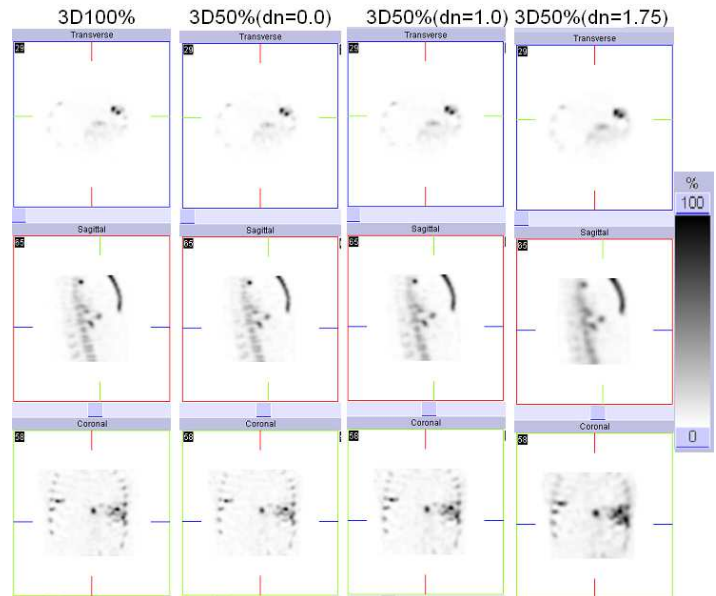 3D100% 3D50%(dn=0.0) 3D50%(dn=1.0) 3D50%(dn=1.75)
Transverse Transverse Transverse Transverse
29 29 29 29
%
100
Sagittal Sagittal Sagittal Sagittal
65 65 65 65
Coronal Coronal Coronal Coronal
0
58 58 58 58